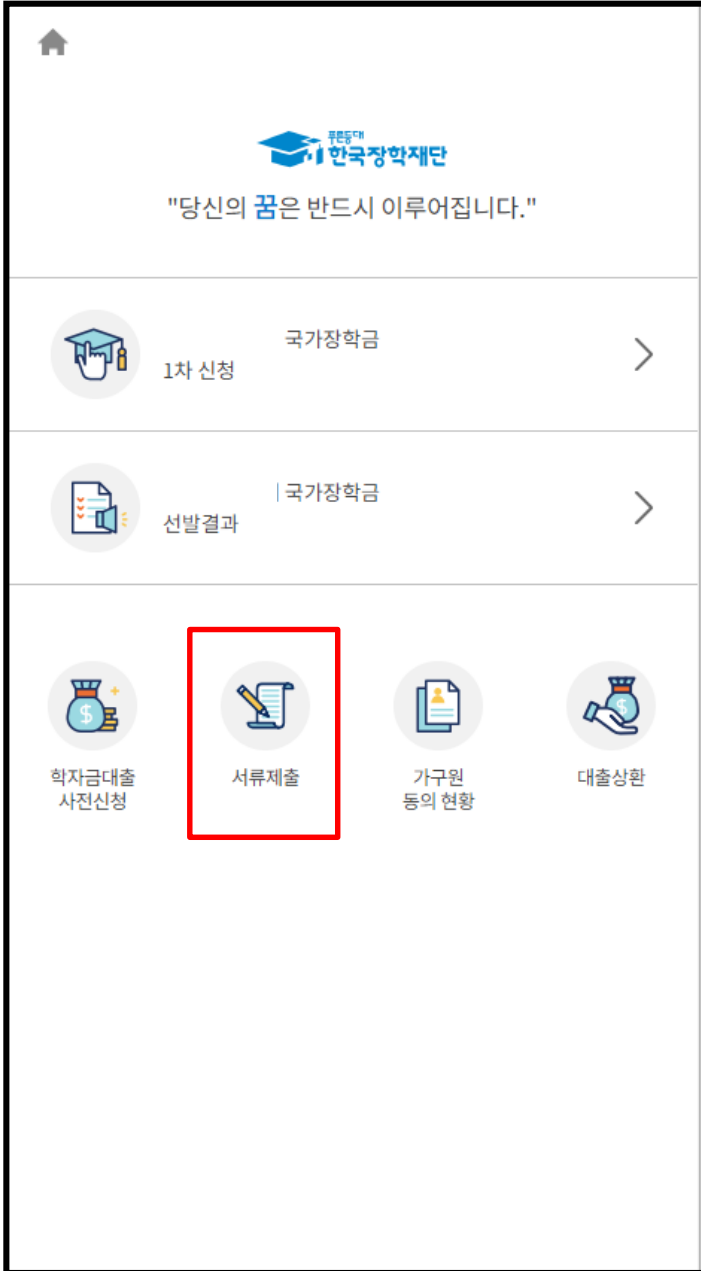 푸른등대
한국장학재단
"당신의 꿈은 반드시 이루어집니다."
국가장학금
1차 신청
국가장학금
선발결과
학자금대출
사전신청
서류제출
가구원
동의 현황
대출상환